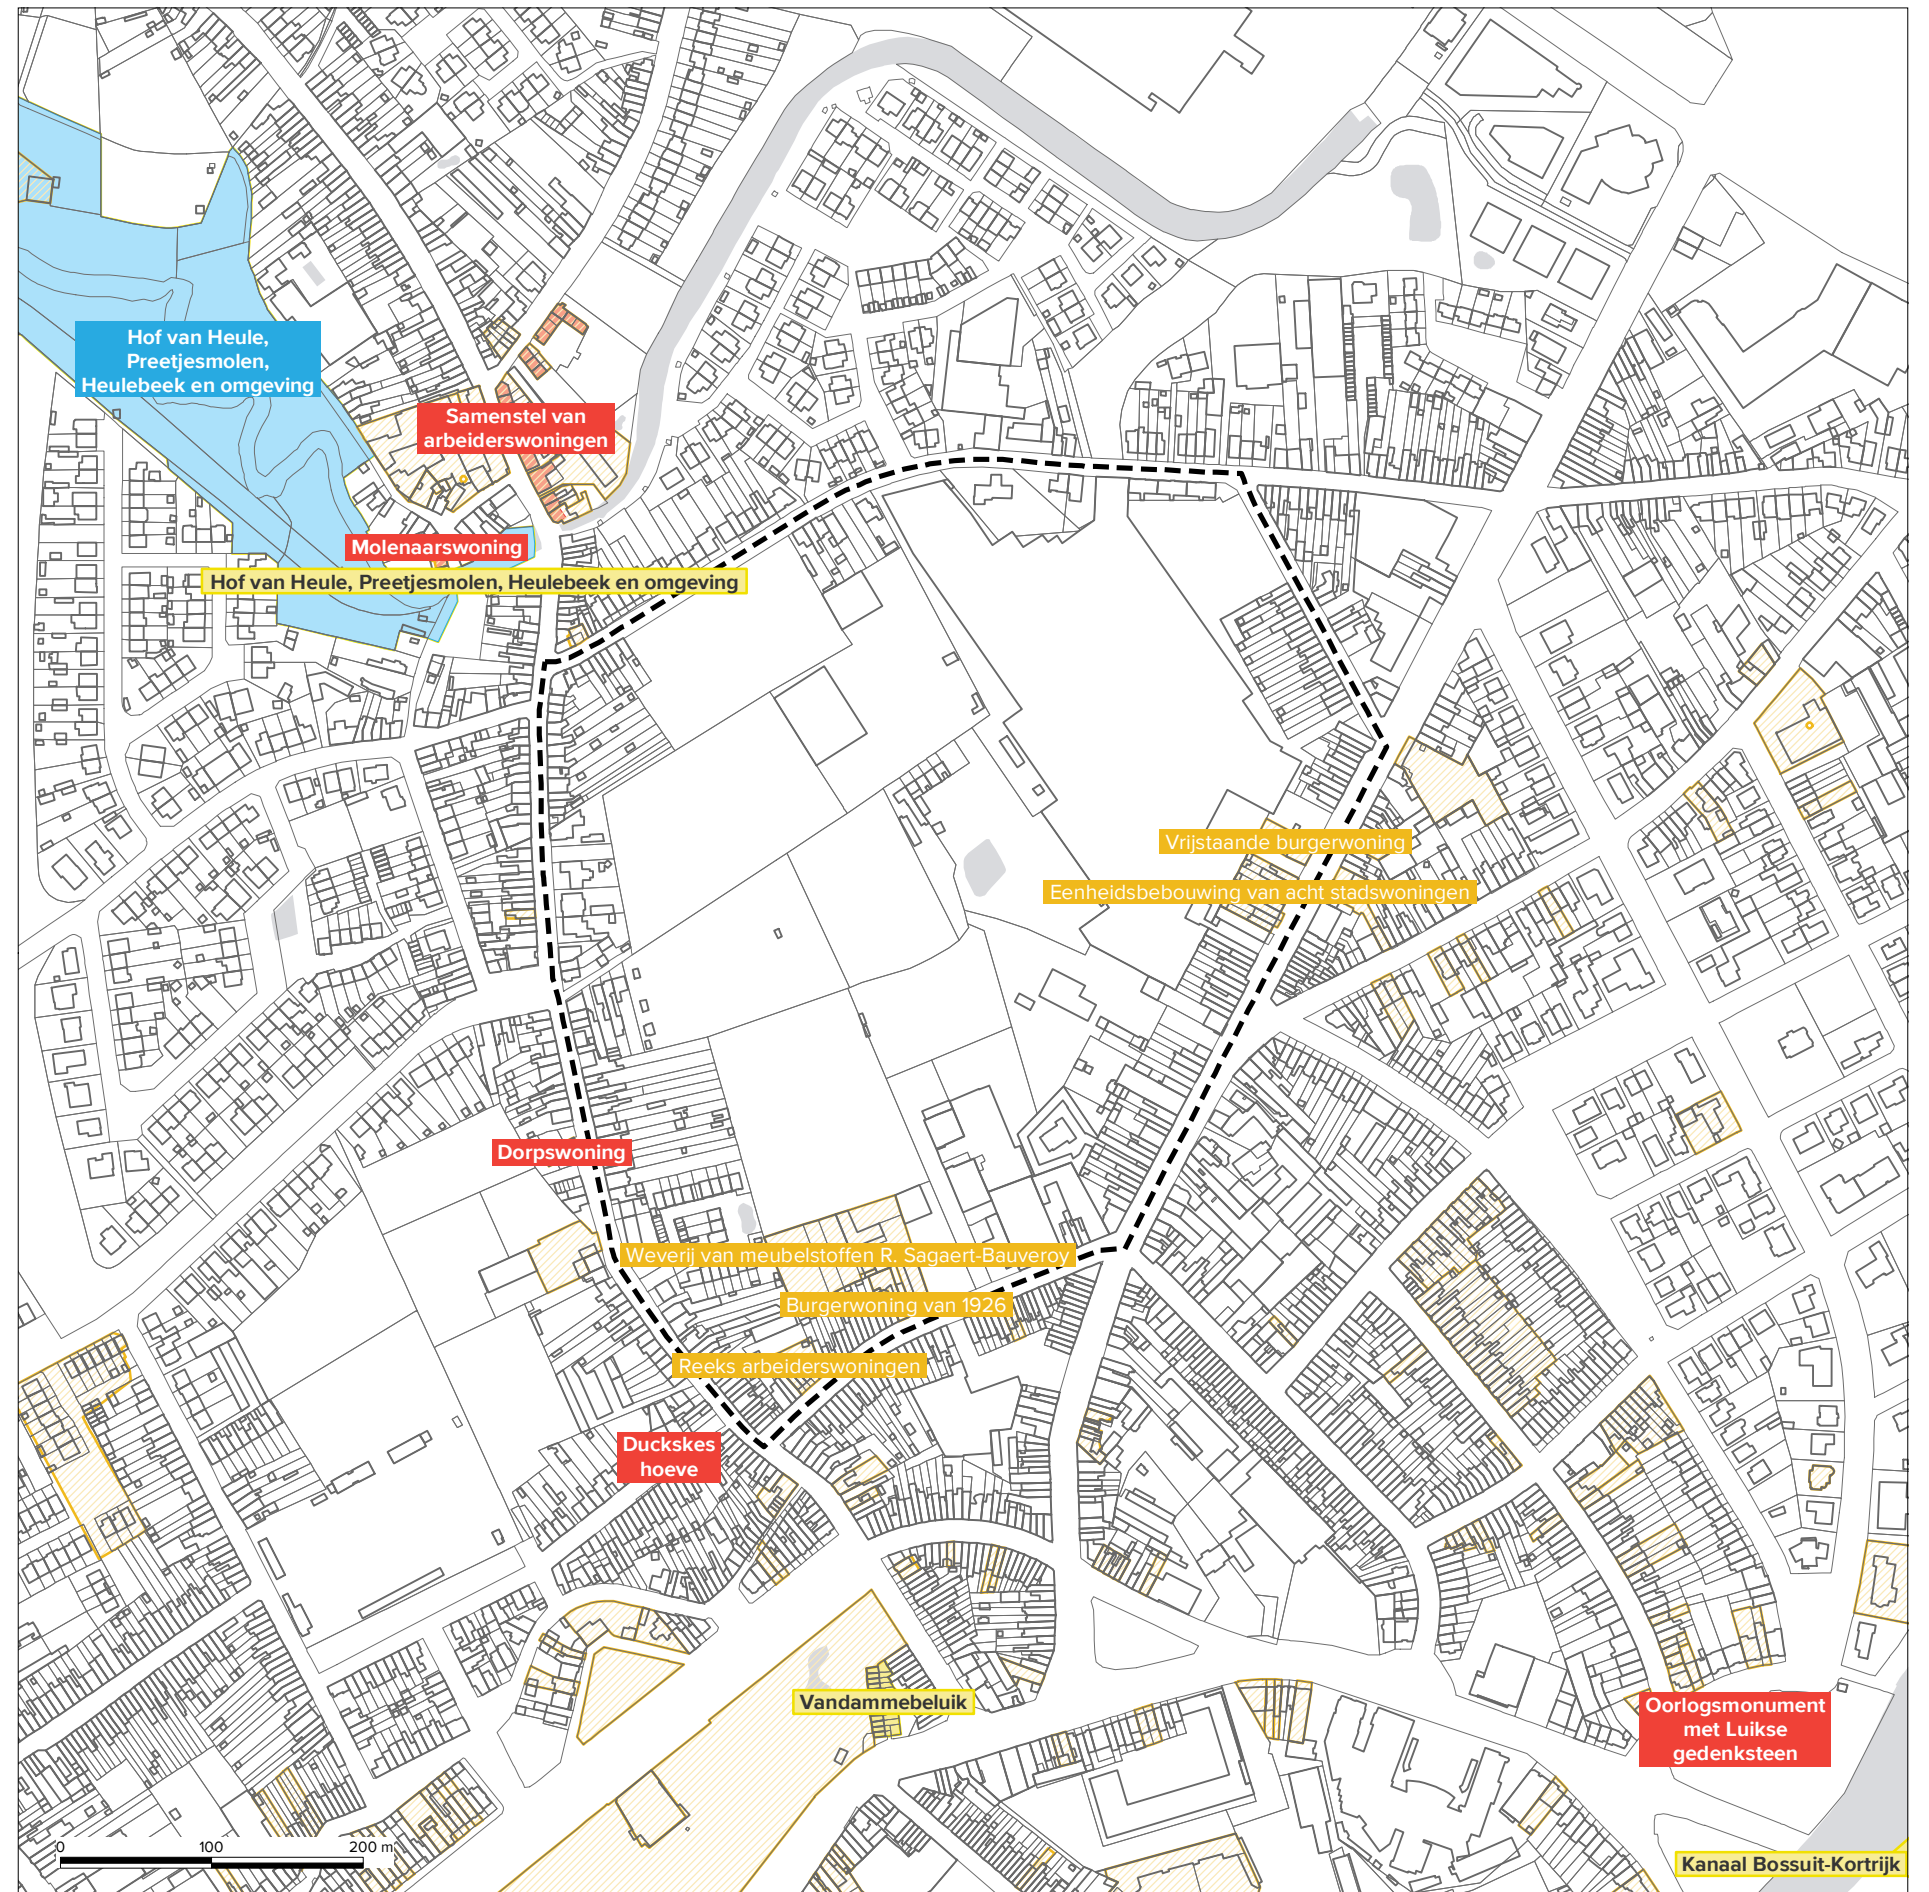 Hof van Heule,
Preetjesmolen,
Heulebeek en omgeving
Samenstel van
arbeiderswoningen
Molenaarswoning
Hof van Heule, Preetjesmolen, Heulebeek en omgeving
Vrijstaande burgerwoning
Eenheidsbebouwing van acht stadswoningen
Dorpswoning
Weverij van meubelstoffen R. Sagaert-Bauveroy
Burgerwoning van 1926
Reeks arbeiderswoningen
Duckskes
hoeve
Vandammebeluik
Oorlogsmonument
met Luikse
gedenksteen
0 100 200 m
Kanaal Bossuit-Kortrijk